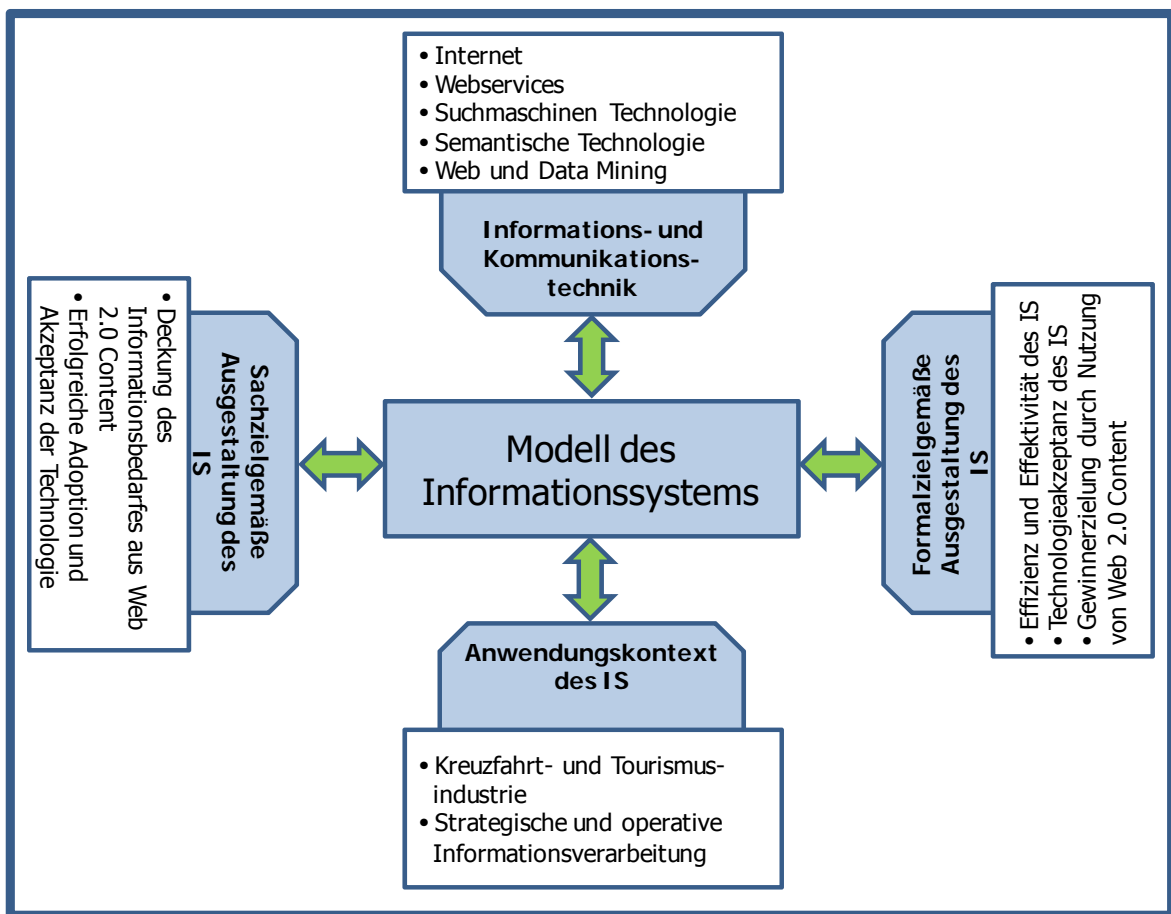 • Internet
• Webservices
• Suchmaschinen Technologie
• Semantische Technologie
• Web und Data Mining
Informations- und
Kommunikations-
technik
• Deckung des
Informationsbedarfes aus Web
2.0 Content
• Erfolgreiche Adoption und
Akzeptanz der Technologie
Sachzielgemäße
Ausgestaltung des
IS
Modell des
Informationssystems
Formalzielgemäße
Ausgestaltung des
IS
• Effizienz und Effektivität des IS
• Technologieakzeptanz des IS
• Gewinnerzielung durch Nutzung
von Web 2.0 Content
Anwendungskontext
des IS
• Kreuzfahrt- und Tourismus-
industrie
• Strategische und operative
Informationsverarbeitung